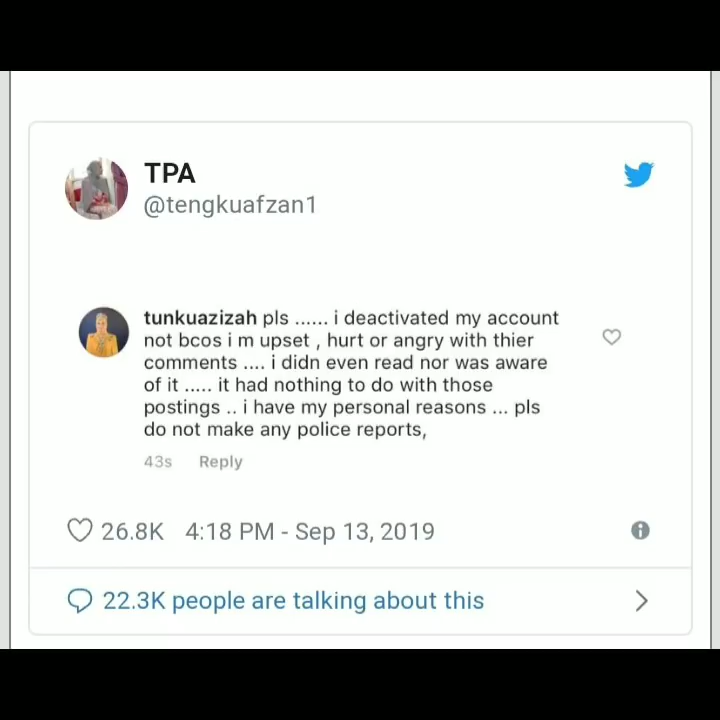 TPA
@tengkuafzan1
tunkuazizah pls ...... i deactivated my account
not bcos i m upset , hurt or angry with thier
comments .... i didn even read nor was aware
of it ..... it had nothing to do with those
postings .. i have my personal reasons ... pls
do not make any police reports,
43s Reply
26.8K 4:18 PM - Sep 13, 2019
22.3K people are talking about this